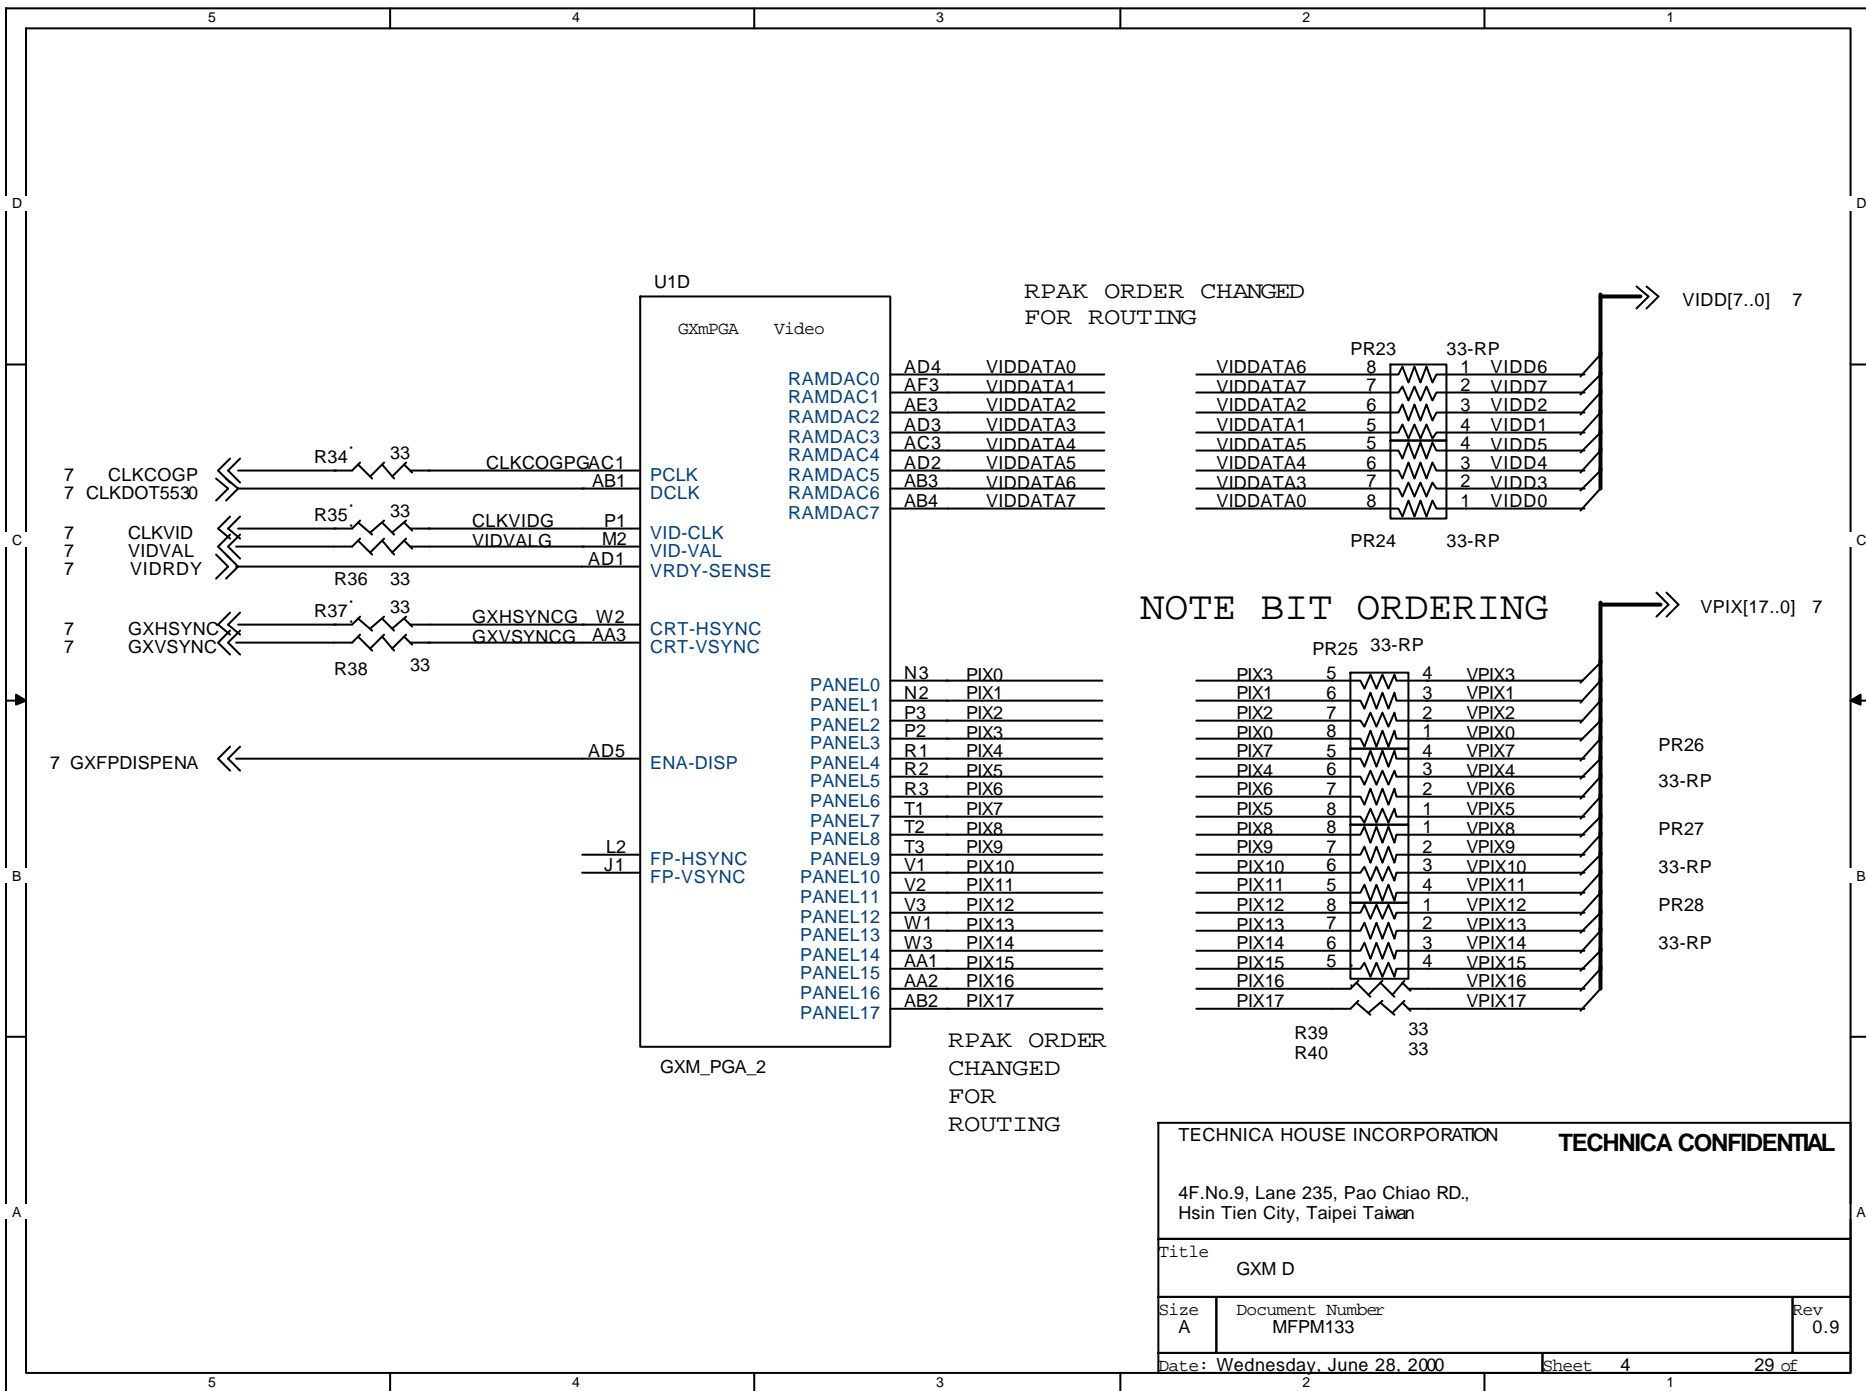 5 4 3 2 1
D D
C C
B B
A A
U1D
GXmPGA Video
RPAK ORDER CHANGED
FOR ROUTING
VIDD[7..0] 7
PR23 33-RP
RAMDAC0 AD4 VIDDATA0
RAMDAC1 AF3 VIDDATA1
RAMDAC2 AE3 VIDDATA2
RAMDAC3 AD3 VIDDATA3
RAMDAC4 AC3 VIDDATA4
RAMDAC5 AD2 VIDDATA5
RAMDAC6 AB3 VIDDATA6
RAMDAC7 AB4 VIDDATA7
VIDDATA6 8 1 VIDD6
VIDDATA7 7 2 VIDD7
VIDDATA2 6 3 VIDD2
VIDDATA1 5 4 VIDD1
VIDDATA5 5 4 VIDD5
VIDDATA4 6 3 VIDD4
VIDDATA3 7 2 VIDD3
VIDDATA0 8 1 VIDD0
PR24 33-RP
R34 33
7 CLKCOGP CLKCOGPG AC1 PCLK
7 CLKDOT5530 AB1 DCLK
R35 33
7 CLKVID CLKVIDG P1 VID-CLK
7 VIDVAL VIDVALG M2 VID-VAL
7 VIDRDY AD1 VRDY-SENSE
R36 33
R37 33
7 GXHSYNC GXHSYNCG W2 CRT-HSYNC
7 GXVSYNC GXVSYNCG AA3 CRT-VSYNC
R38 33
7 GXFPDISPENA AD5 ENA-DISP
L2 FP-HSYNC
J1 FP-VSYNC
NOTE BIT ORDERING
VPIX[17..0] 7
PR25 33-RP
PANEL0 N3 PIX0
PANEL1 N2 PIX1
PANEL2 P3 PIX2
PANEL3 P2 PIX3
PANEL4 R1 PIX4
PANEL5 R2 PIX5
PANEL6 R3 PIX6
PANEL7 T1 PIX7
PANEL8 T2 PIX8
PANEL9 T3 PIX9
PANEL10 V1 PIX10
PANEL11 V2 PIX11
PANEL12 V3 PIX12
PANEL13 W1 PIX13
PANEL14 W3 PIX14
PANEL15 AA1 PIX15
PANEL16 AA2 PIX16
PANEL17 AB2 PIX17
PIX3 5 4 VPIX3
PIX1 6 3 VPIX1
PIX2 7 2 VPIX2
PIX0 8 1 VPIX0
PIX7 5 4 VPIX7
PIX4 6 3 VPIX4
PIX6 7 2 VPIX6
PIX5 8 1 VPIX5
PIX8 8 1 VPIX8
PIX9 7 2 VPIX9
PIX10 6 3 VPIX10
PIX11 5 4 VPIX11
PIX12 8 1 VPIX12
PIX13 7 2 VPIX13
PIX14 6 3 VPIX14
PIX15 5 4 VPIX15
PIX16 VPIX16
PIX17 VPIX17
PR26
33-RP
PR27
33-RP
PR28
33-RP
R39 33
R40 33
GXM_PGA_2
RPAK ORDER
CHANGED
FOR
ROUTING
TECHNICA HOUSE INCORPORATION TECHNICA CONFIDENTIAL
4F.No.9, Lane 235, Pao Chiao RD.,
Hsin Tien City, Taipei Taiwan
Title
GXM D
Size Document Number Rev
A MFPM133 0.9
Date: Wednesday, June 28, 2000 Sheet 4 29 of
5 4 3 2 1